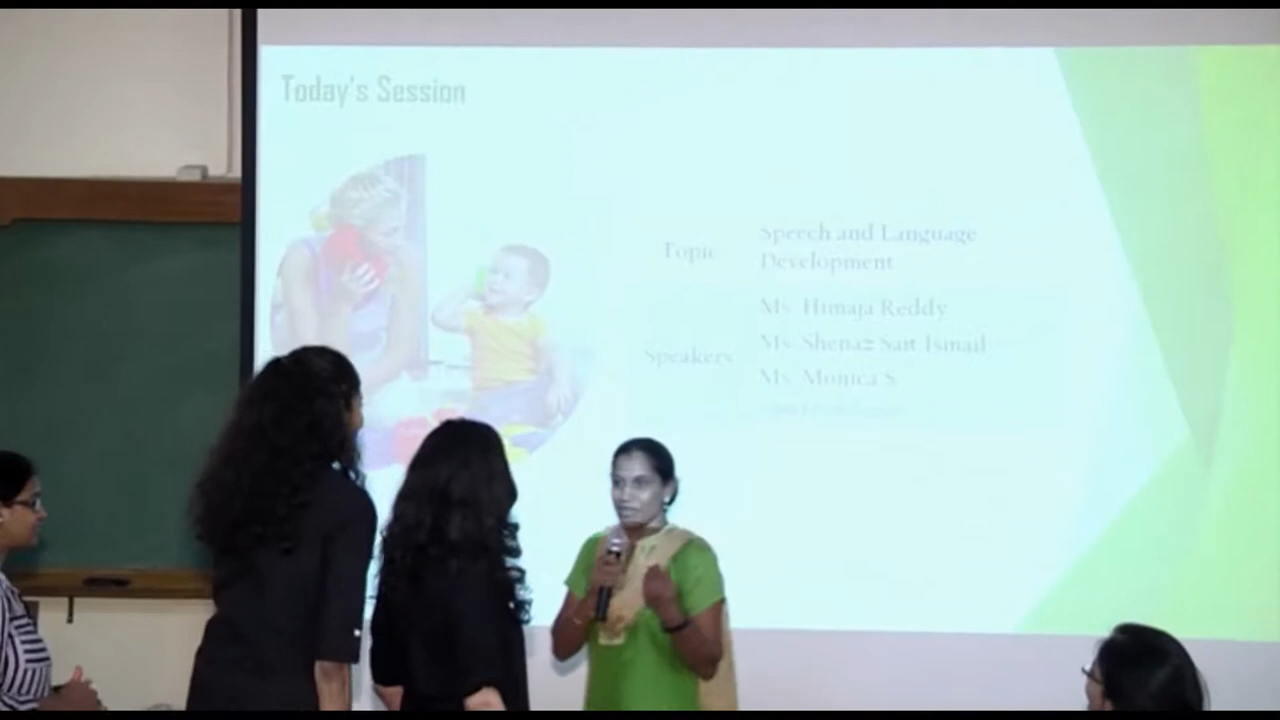 Today's Session
Topic
Speech and Language
Development
Speakers
Ms. Himaja Reddy
Ms. Shenaz Sait Ismail
Ms. Monica S